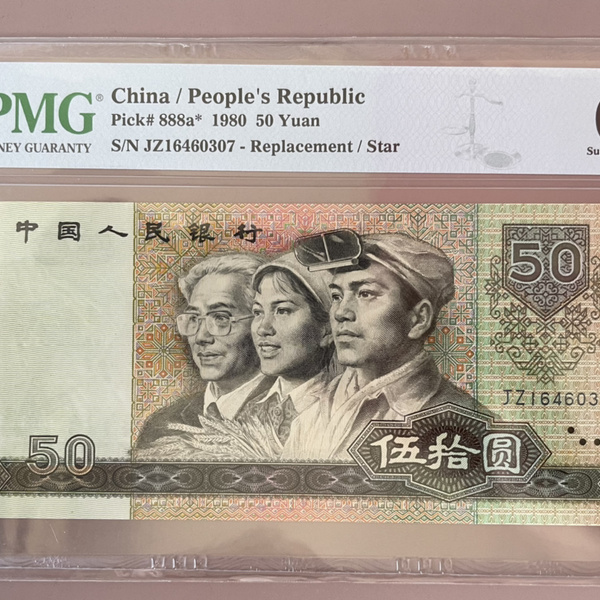 PMG®
NEY GUARANTY
China / People's Republic
Pick# 888a* 1980 50 Yuan
S/N JZ16460307 - Replacement / Star
Su
中国人民银行
50
JZ164603
50
伍拾圆